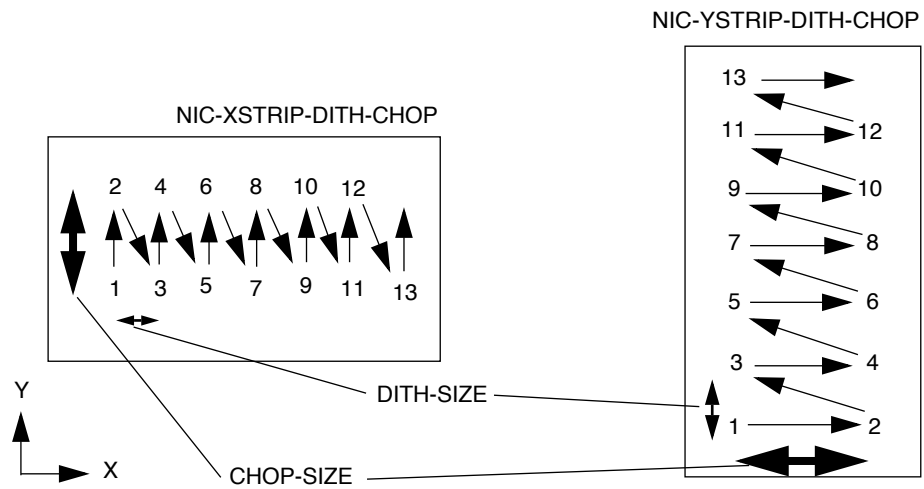 NIC-YSTRIP-DITH-CHOP
13
11 12
9 10
7 8
5 6
3 4
1 2
NIC-XSTRIP-DITH-CHOP
2 4 6 8 10 12
1 3 5 7 9 11 13
DITH-SIZE
CHOP-SIZE
Y
X